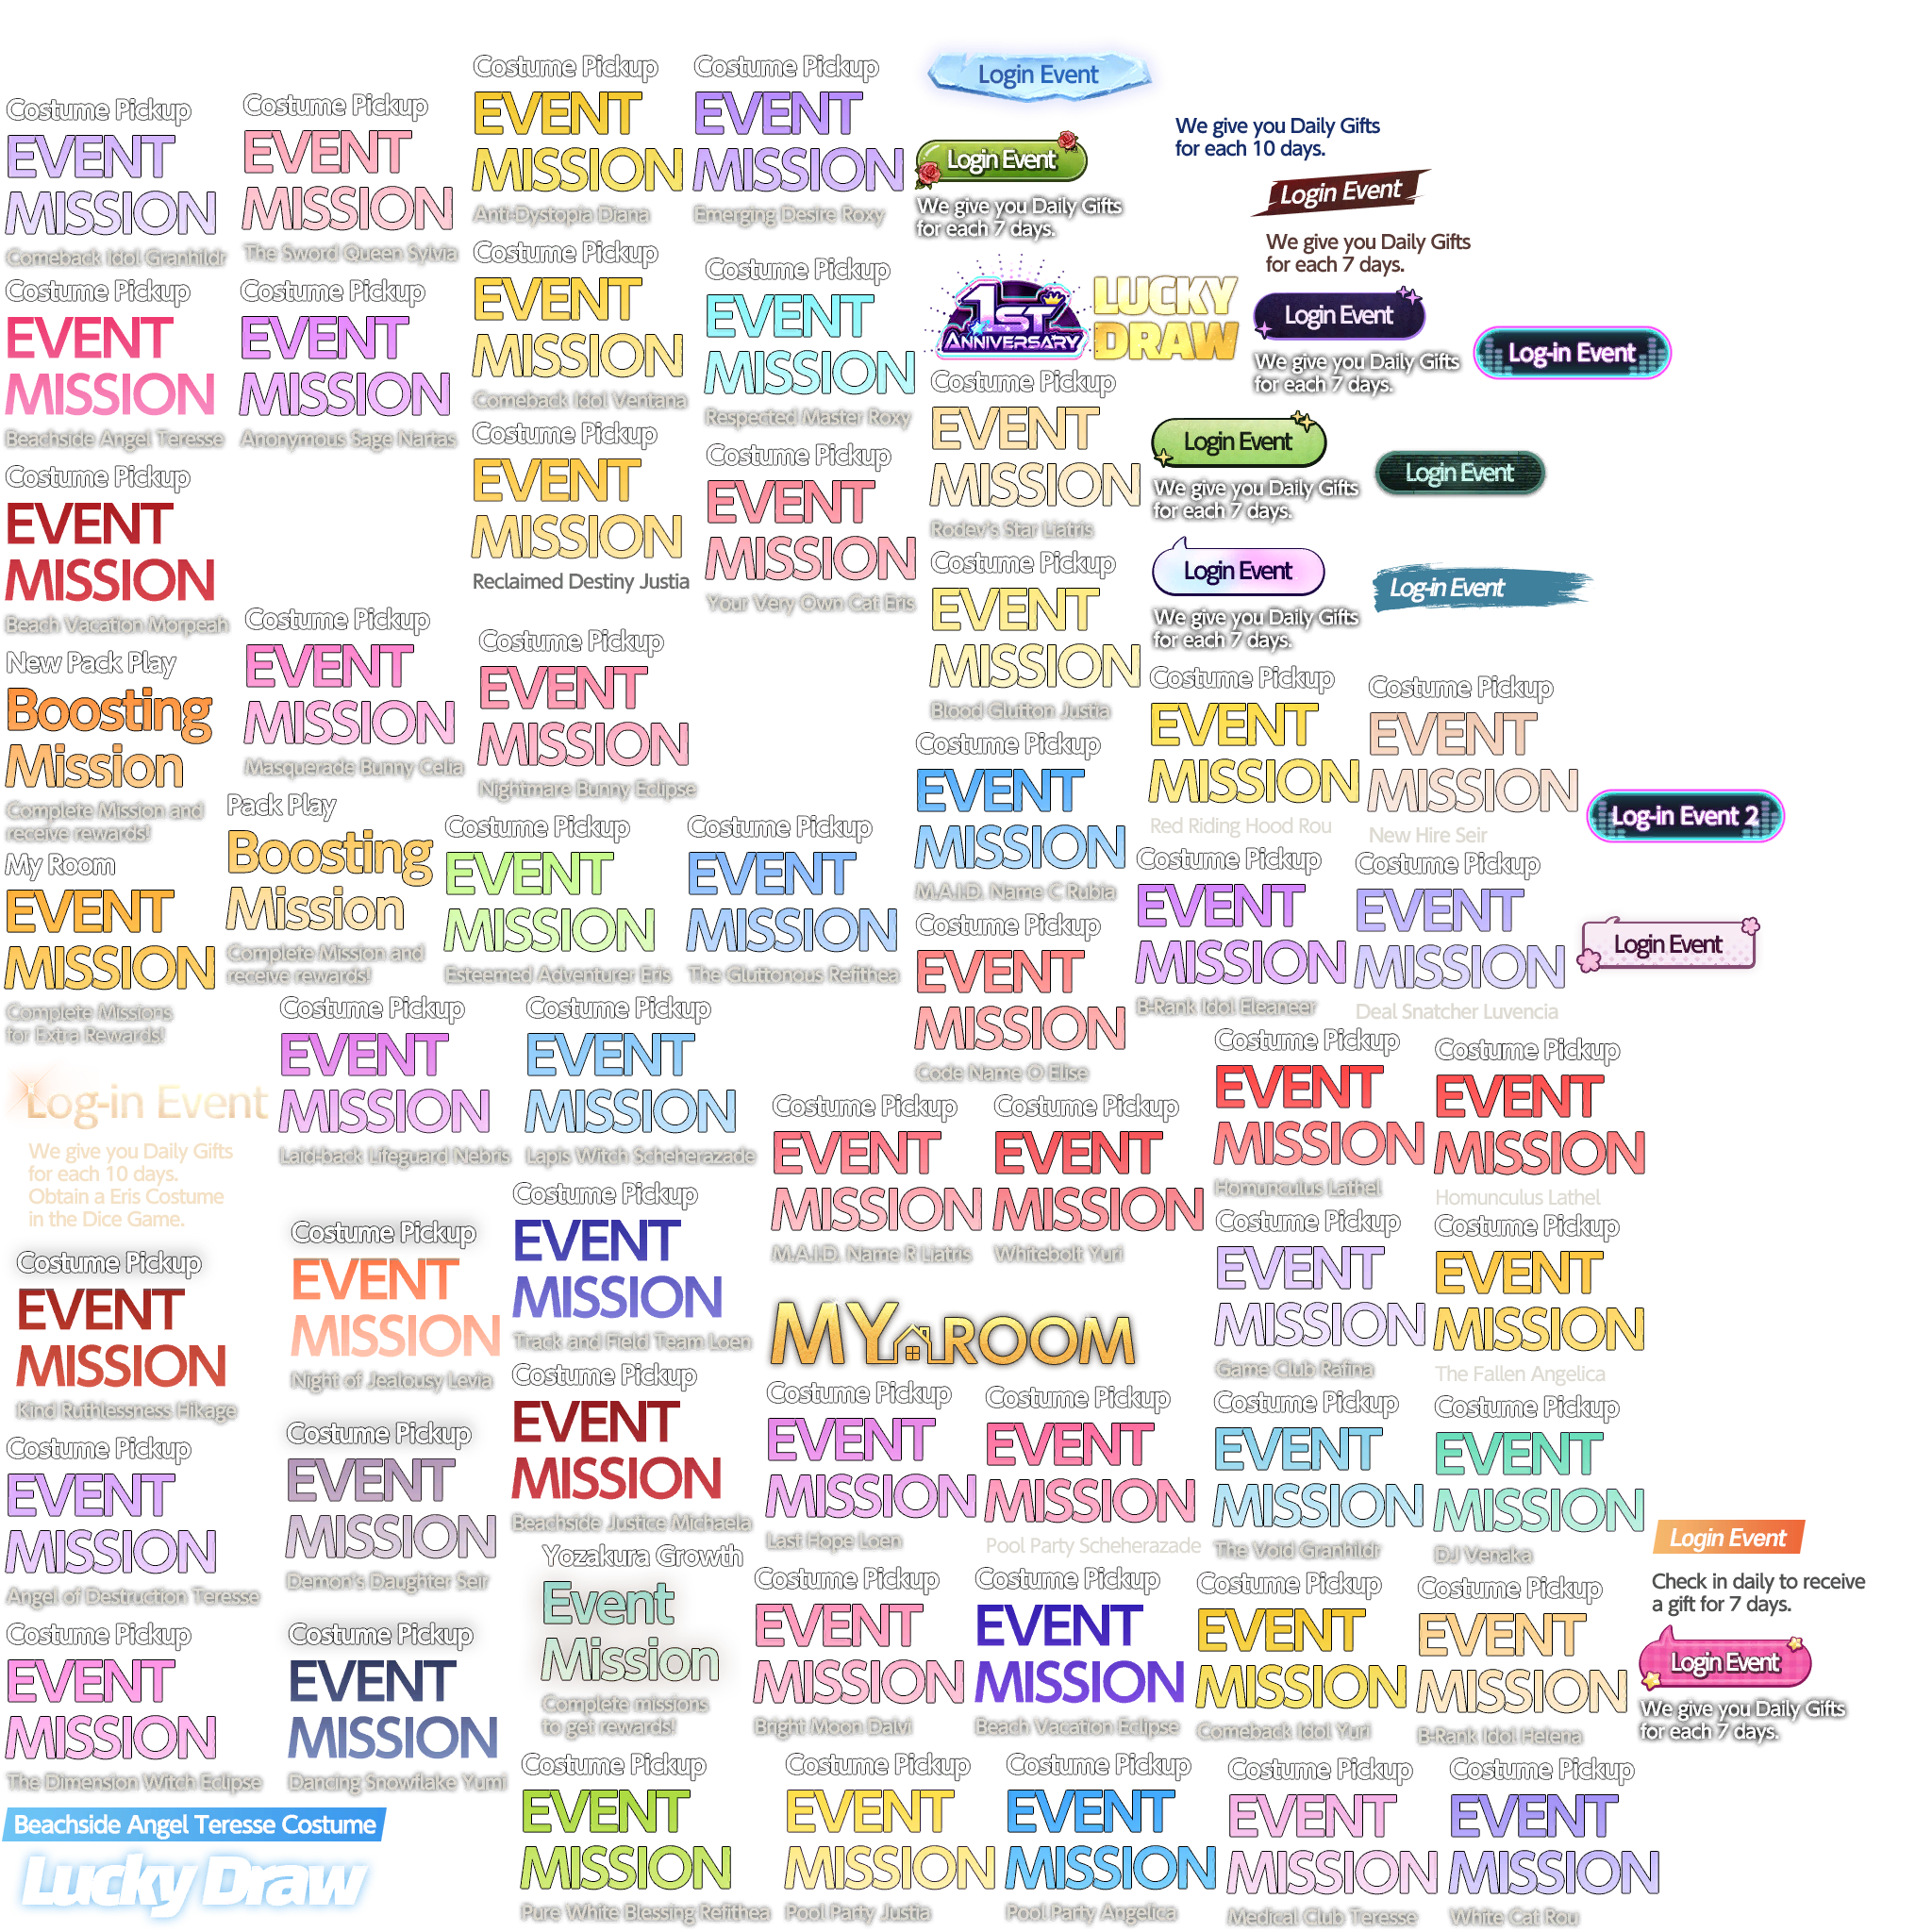 Costume Pickup
EVENT
MISSION
Comeback Idol Granhildr
Costume Pickup
EVENT
MISSION
The Sword Queen Sylvia
Costume Pickup
EVENT
MISSION
Anti-Dystopia Diana
Costume Pickup
EVENT
MISSION
Emerging Desire Roxy
Login Event
We give you Daily Gifts
for each 10 days.
Login Event
We give you Daily Gifts
for each 7 days.
Login Event
We give you Daily Gifts
for each 7 days.
Costume Pickup
EVENT
MISSION
Beachside Angel Teresse
Costume Pickup
EVENT
MISSION
Anonymous Sage Nartas
Costume Pickup
EVENT
MISSION
Comeback Idol Ventana
Costume Pickup
EVENT
MISSION
Respected Master Roxy
1ST
ANNIVERSARY
LUCKY
DRAW
Login Event
We give you Daily Gifts
for each 7 days.
Log-in Event
Costume Pickup
EVENT
MISSION
Beach Vacation Morpeah
Costume Pickup
EVENT
MISSION
Reclaimed Destiny Justia
Costume Pickup
EVENT
MISSION
Your Very Own Cat Eris
Costume Pickup
EVENT
MISSION
Rodev's Star Liatris
Login Event
We give you Daily Gifts
for each 7 days.
Login Event
Costume Pickup
EVENT
MISSION
Blood Glutton Justia
Login Event
We give you Daily Gifts
for each 7 days.
Log-in Event
New Pack Play
Boosting
Mission
Complete Mission and
receive rewards!
Costume Pickup
EVENT
MISSION
Masquerade Bunny Celia
Costume Pickup
EVENT
MISSION
Nightmare Bunny Eclipse
Costume Pickup
EVENT
MISSION
M.A.I.D. Name C Rubia
Costume Pickup
EVENT
MISSION
Red Riding Hood Rou
Costume Pickup
EVENT
MISSION
New Hire Seir
Log-in Event 2
My Room
EVENT
MISSION
Complete Missions
for Extra Rewards!
Pack Play
Boosting
Mission
Complete Mission and
receive rewards!
Costume Pickup
EVENT
MISSION
Esteemed Adventurer Eris
Costume Pickup
EVENT
MISSION
The Gluttonous Refithea
Costume Pickup
EVENT
MISSION
Code Name O Elise
Costume Pickup
EVENT
MISSION
B-Rank Idol Eleaneer
Costume Pickup
EVENT
MISSION
Deal Snatcher Luvencia
Login Event
Log-in Event
We give you Daily Gifts
for each 10 days.
Obtain a Eris Costume
in the Dice Game.
Costume Pickup
EVENT
MISSION
Laid-back Lifeguard Nebris
Costume Pickup
EVENT
MISSION
Lapis Witch Scheherazade
Costume Pickup
EVENT
MISSION
M.A.I.D. Name R Liatris
Costume Pickup
EVENT
MISSION
Whitebolt Yuri
Costume Pickup
EVENT
MISSION
Homunculus Lathel
Costume Pickup
EVENT
MISSION
Homunculus Lathel
Costume Pickup
EVENT
MISSION
Kind Ruthlessness Hikage
Costume Pickup
EVENT
MISSION
Night of Jealousy Levia
Costume Pickup
EVENT
MISSION
Track and Field Team Loen
MY ROOM
Costume Pickup
EVENT
MISSION
Game Club Rafina
Costume Pickup
EVENT
MISSION
The Fallen Angelica
Costume Pickup
EVENT
MISSION
Angel of Destruction Teresse
Costume Pickup
EVENT
MISSION
Demon's Daughter Seir
Costume Pickup
EVENT
MISSION
Beachside Justice Michaela
Costume Pickup
EVENT
MISSION
Last Hope Loen
Costume Pickup
EVENT
MISSION
Pool Party Scheherazade
Costume Pickup
EVENT
MISSION
The Void Granhildr
Costume Pickup
EVENT
MISSION
DJ Venaka
Login Event
Check in daily to receive
a gift for 7 days.
Costume Pickup
EVENT
MISSION
The Dimension Witch Eclipse
Costume Pickup
EVENT
MISSION
Dancing Snowflake Yumi
Yozakura Growth
Event
Mission
Complete missions
to get rewards!
Costume Pickup
EVENT
MISSION
Bright Moon Dalvi
Costume Pickup
EVENT
MISSION
Beach Vacation Eclipse
Costume Pickup
EVENT
MISSION
Comeback Idol Yuri
Costume Pickup
EVENT
MISSION
B-Rank Idol Helena
Login Event
We give you Daily Gifts
for each 7 days.
Beachside Angel Teresse Costume
Lucky Draw
Costume Pickup
EVENT
MISSION
Pure White Blessing Refithea
Costume Pickup
EVENT
MISSION
Pool Party Justia
Costume Pickup
EVENT
MISSION
Pool Party Angelica
Costume Pickup
EVENT
MISSION
Medical Club Teresse
Costume Pickup
EVENT
MISSION
White Cat Rou